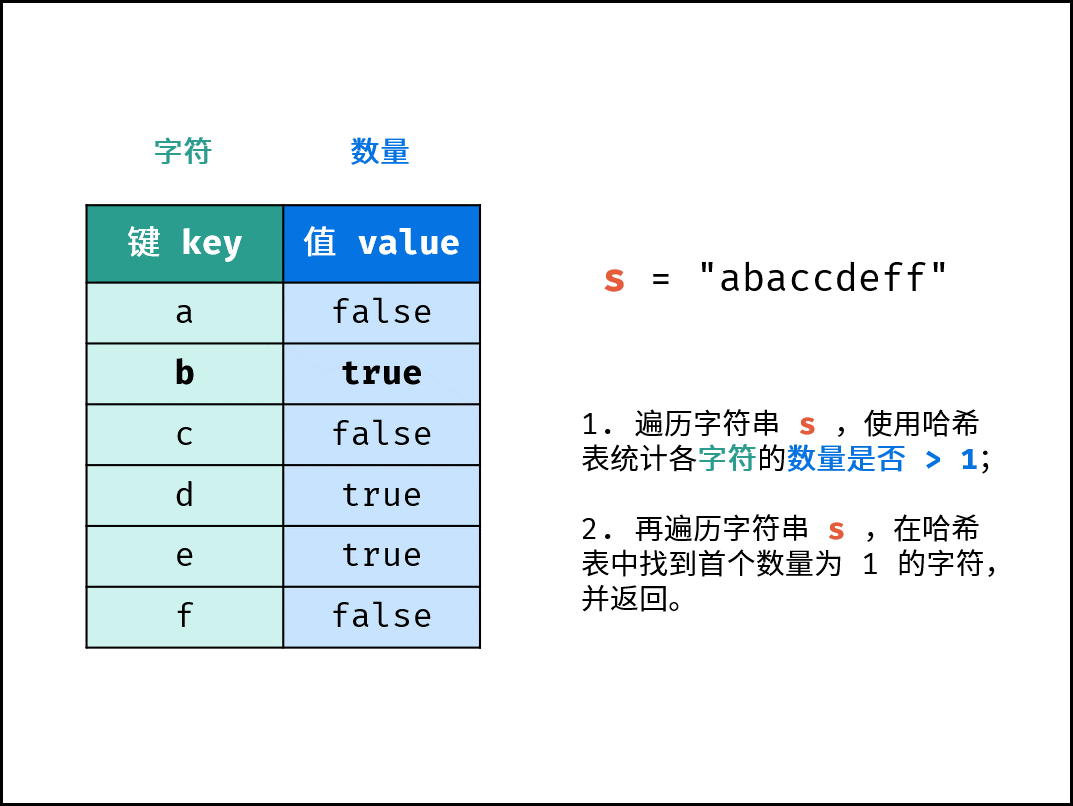 字符 数量
键 key 值 value
a false
b true
c false
d true
e true
f false
s = "abaccdeff"
1. 遍历字符串 s ，使用哈希
表统计各字符的数量是否 > 1；
2. 再遍历字符串 s ，在哈希
表中找到首个数量为 1 的字符，
并返回。